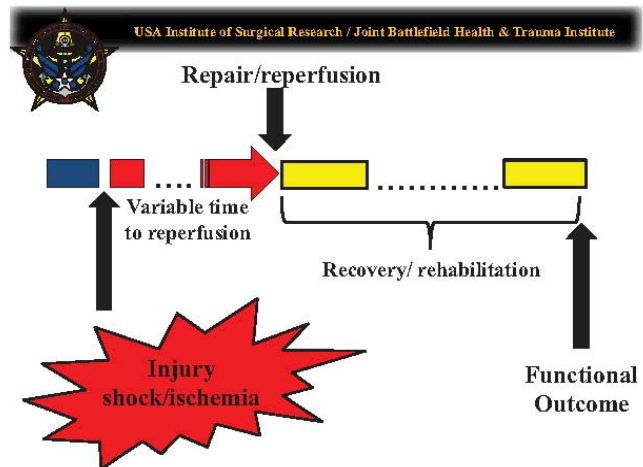 USA Institute of Surgical Research / Joint Battlefield Health & Trauma Institute
Repair/reperfusion
Variable time
to reperfusion
Recovery/ rehabilitation
Injury
shock/ischemia
Functional
Outcome